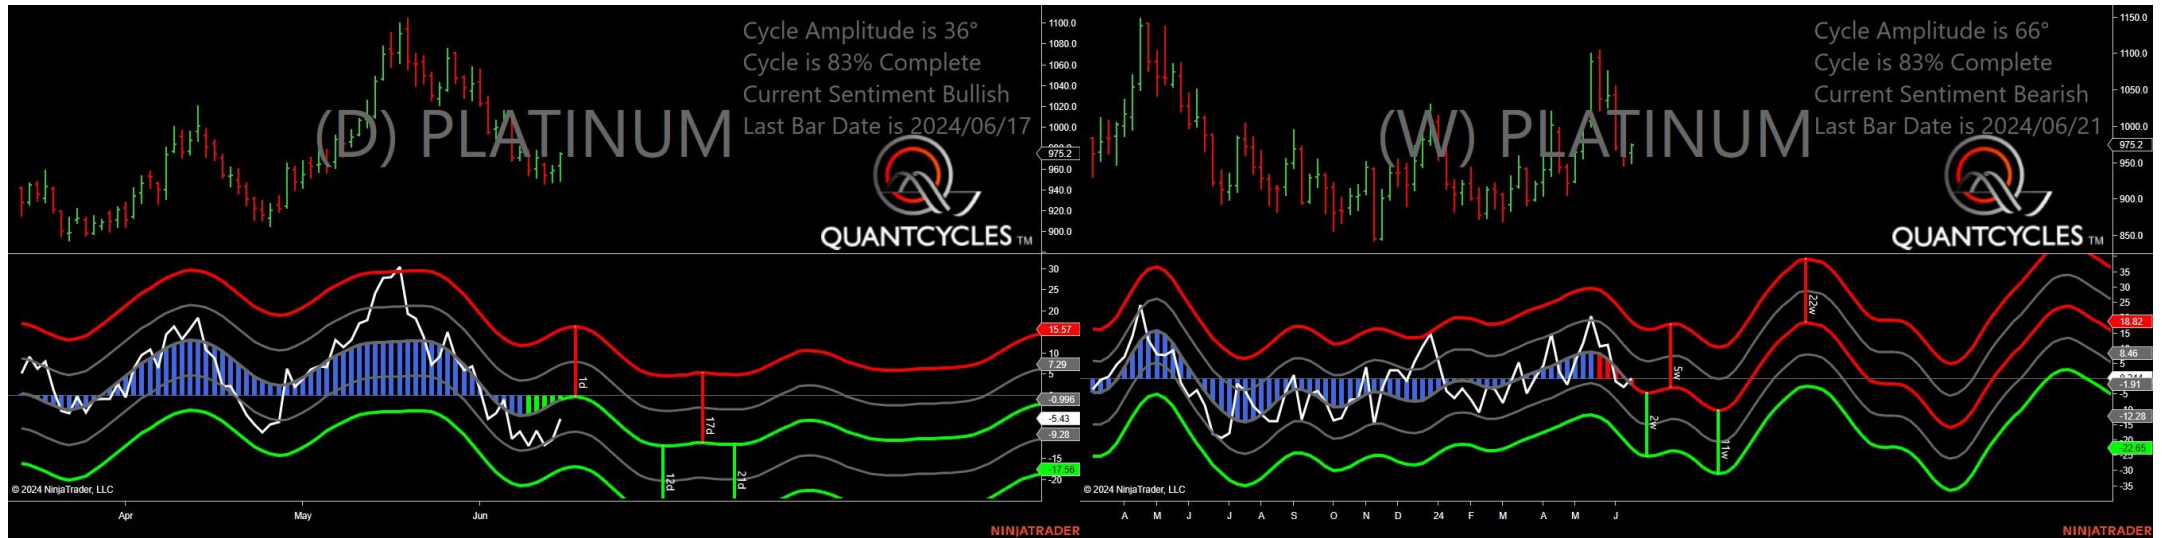 Cycle Amplitude is 36°
Cycle is 83% Complete
Current Sentiment Bullish
Last Bar Date is 2024/06/17
(D) PLATINUM
QUANTCYCLES TM
1100.0
1080.0
1060.0
1040.0
1020.0
1000.0
975.2
960.0
940.0
920.0
900.0
30
25
20
15.57
10
7.29
5
-0.996
-5.43
-9.28
-15
-17.56
-20
1d
17d
12d
21d
© 2024 NinjaTrader, LLC
Apr
May
Jun
NINJATRADER
Cycle Amplitude is 66°
Cycle is 83% Complete
Current Sentiment Bearish
Last Bar Date is 2024/06/21
(W) PLATINUM
QUANTCYCLES TM
1150.0
1100.0
1050.0
1000.0
975.2
950.0
900.0
850.0
35
30
25
18.82
15
8.46
5
-1.91
-5
-12.28
-15
-20
-22.65
-30
-35
22w
5w
2w
11w
© 2024 NinjaTrader, LLC
A
M
J
J
A
S
O
N
D
24
F
M
A
M
J
NINJATRADER